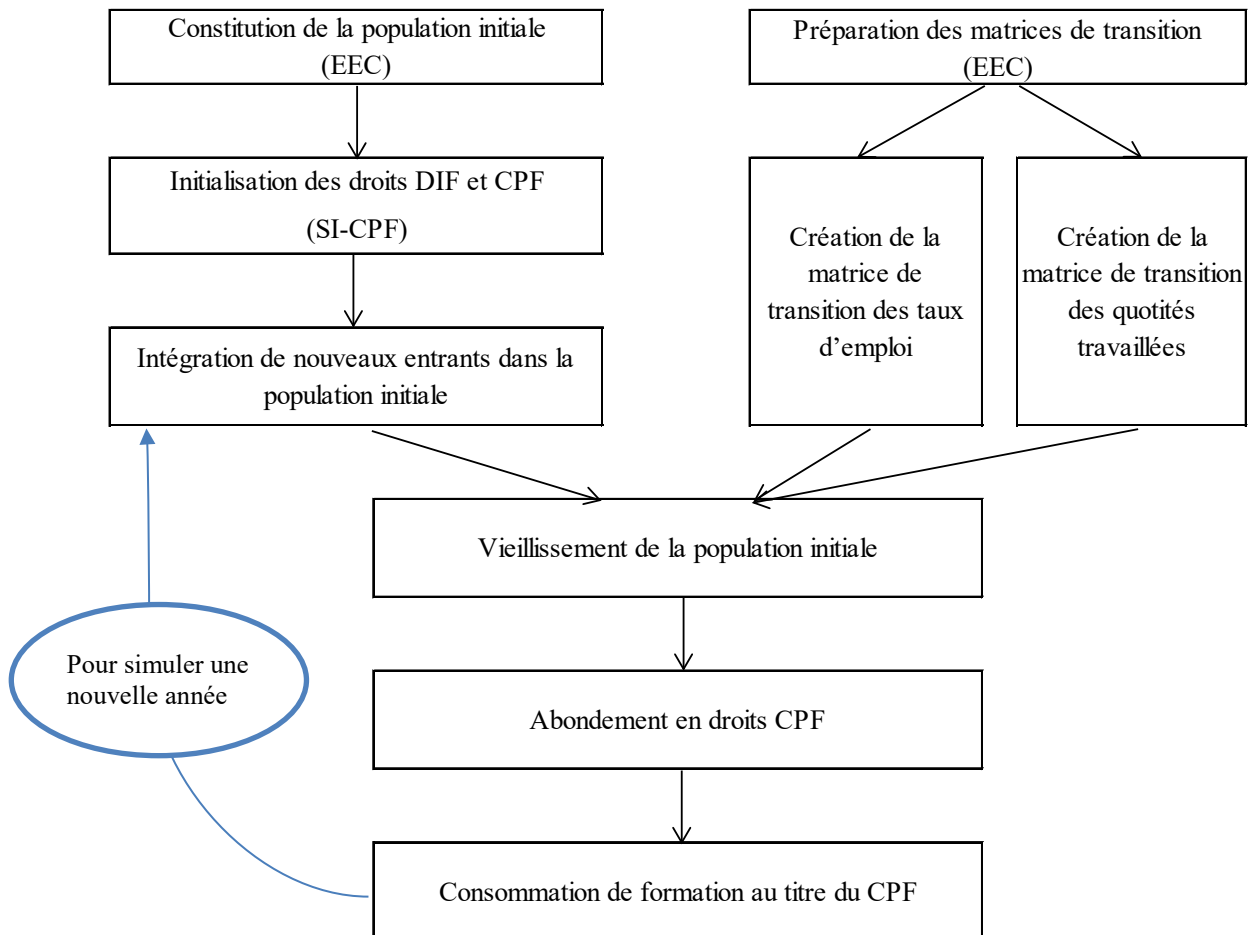 Constitution de la population initiale
(EEC)
Préparation des matrices de transition
(EEC)
Initialisation des droits DIF et CPF
(SI-CPF)
Création de la
matrice de
transition des taux
d’emploi
Création de la
matrice de transition
des quotités
travaillées
Intégration de nouveaux entrants dans la
population initiale
Vieillissement de la population initiale
Pour simuler une
nouvelle année
Abondement en droits CPF
Consommation de formation au titre du CPF